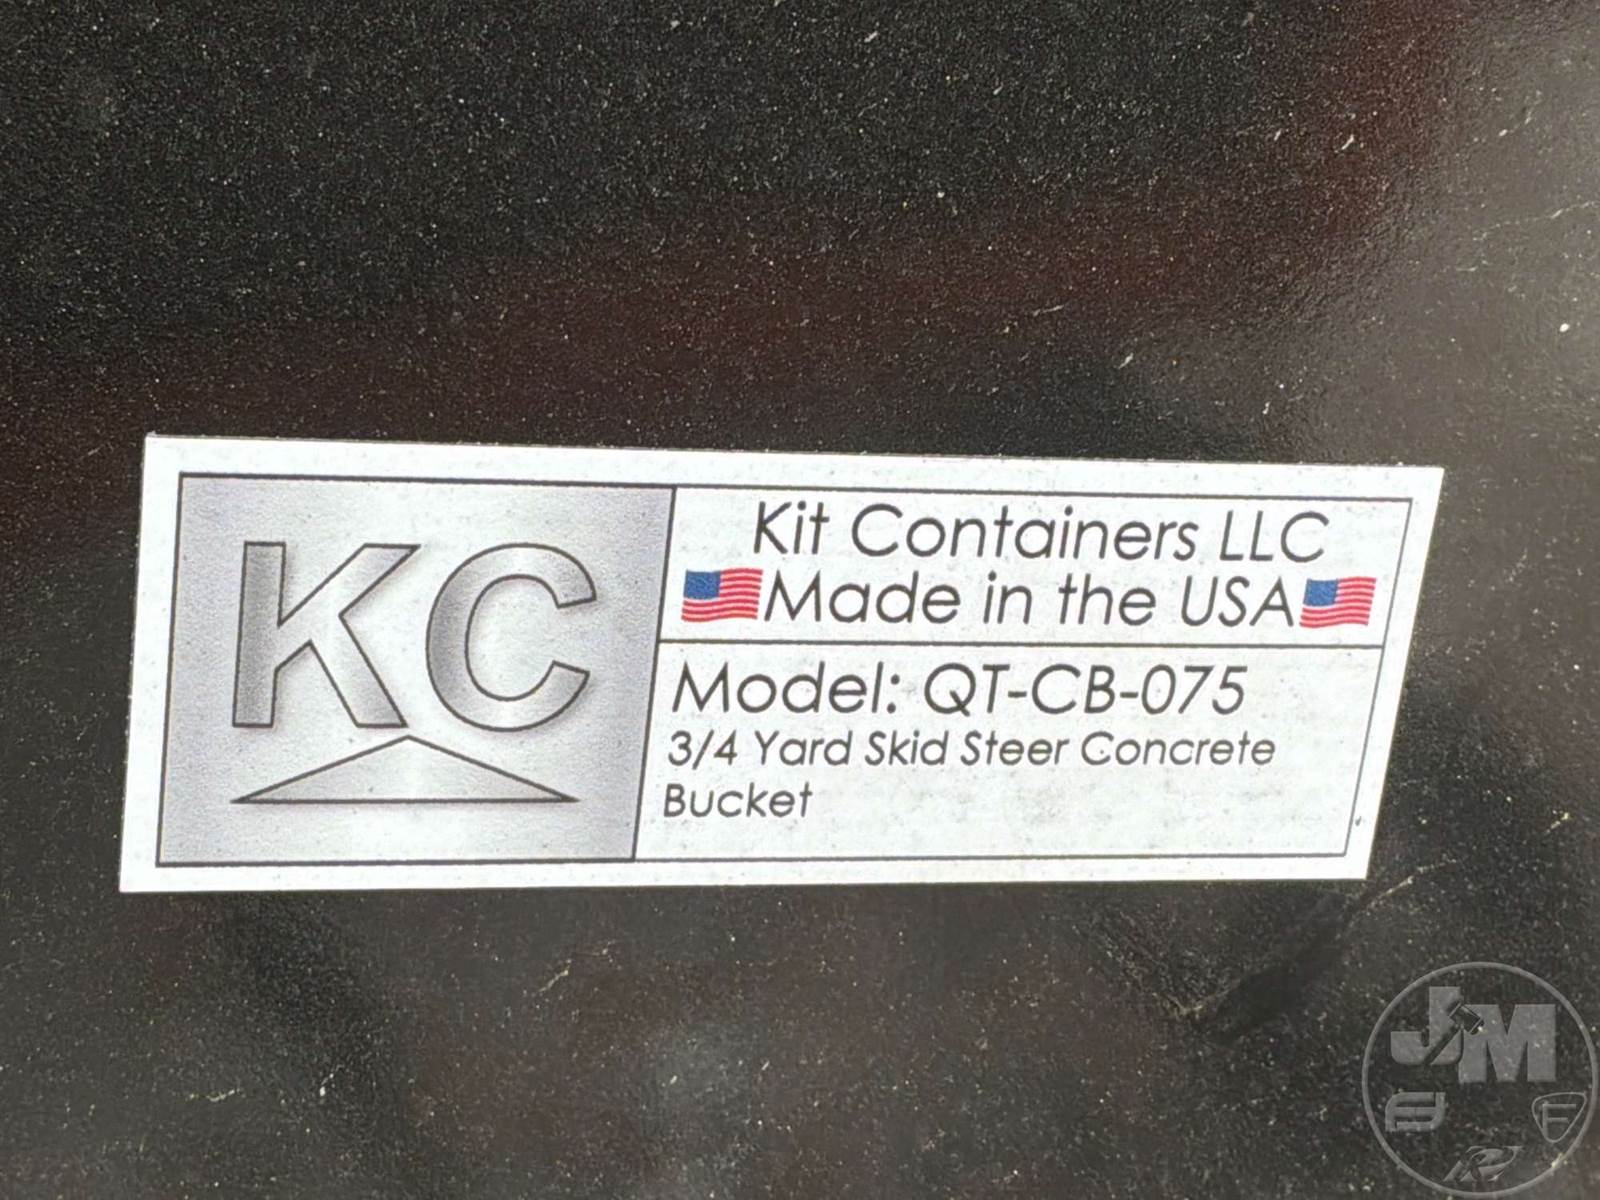 KC
Kit Containers LLC
Made in the USA
Model: QT-CB-075
3/4 Yard Skid Steer Concrete
Bucket
JM